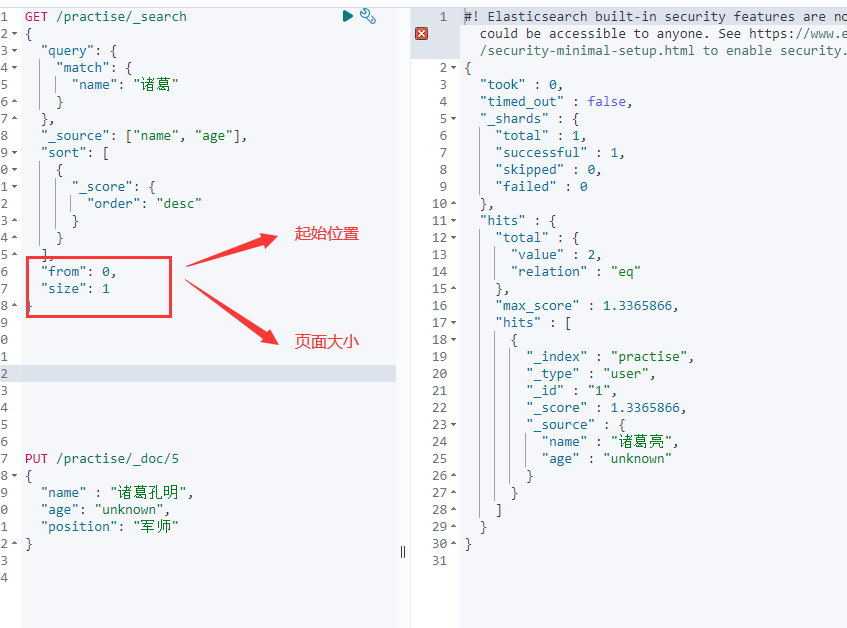 1 GET /practise/_search
2 {
3 "query": {
4 "match": {
5 "name": "诸葛"
6 }
7 },
8 "_source": ["name", "age"],
9 "sort": [
0 {
1 "_score": {
2 "order": "desc"
3 }
4 }
5 ],
6 "from": 0,
7 "size": 1
8 }
9
0
1
2
3
4
5
6
7 PUT /practise/_doc/5
8 {
9 "name" : "诸葛孔明",
0 "age": "unknown",
1 "position": "军师"
2 }
3
4
起始位置
页面大小
1 #! Elasticsearch built-in security features are no
could be accessible to anyone. See https://www.e
/security-minimal-setup.html to enable security.
2 {
3 "took" : 0,
4 "timed_out" : false,
5 "_shards" : {
6 "total" : 1,
7 "successful" : 1,
8 "skipped" : 0,
9 "failed" : 0
10 },
11 "hits" : {
12 "total" : {
13 "value" : 2,
14 "relation" : "eq"
15 },
16 "max_score" : 1.3365866,
17 "hits" : [
18 {
19 "_index" : "practise",
20 "_type" : "user",
21 "_id" : "1",
22 "_score" : 1.3365866,
23 "_source" : {
24 "name" : "诸葛亮",
25 "age" : "unknown"
26 }
27 }
28 ]
29 }
30 }
31